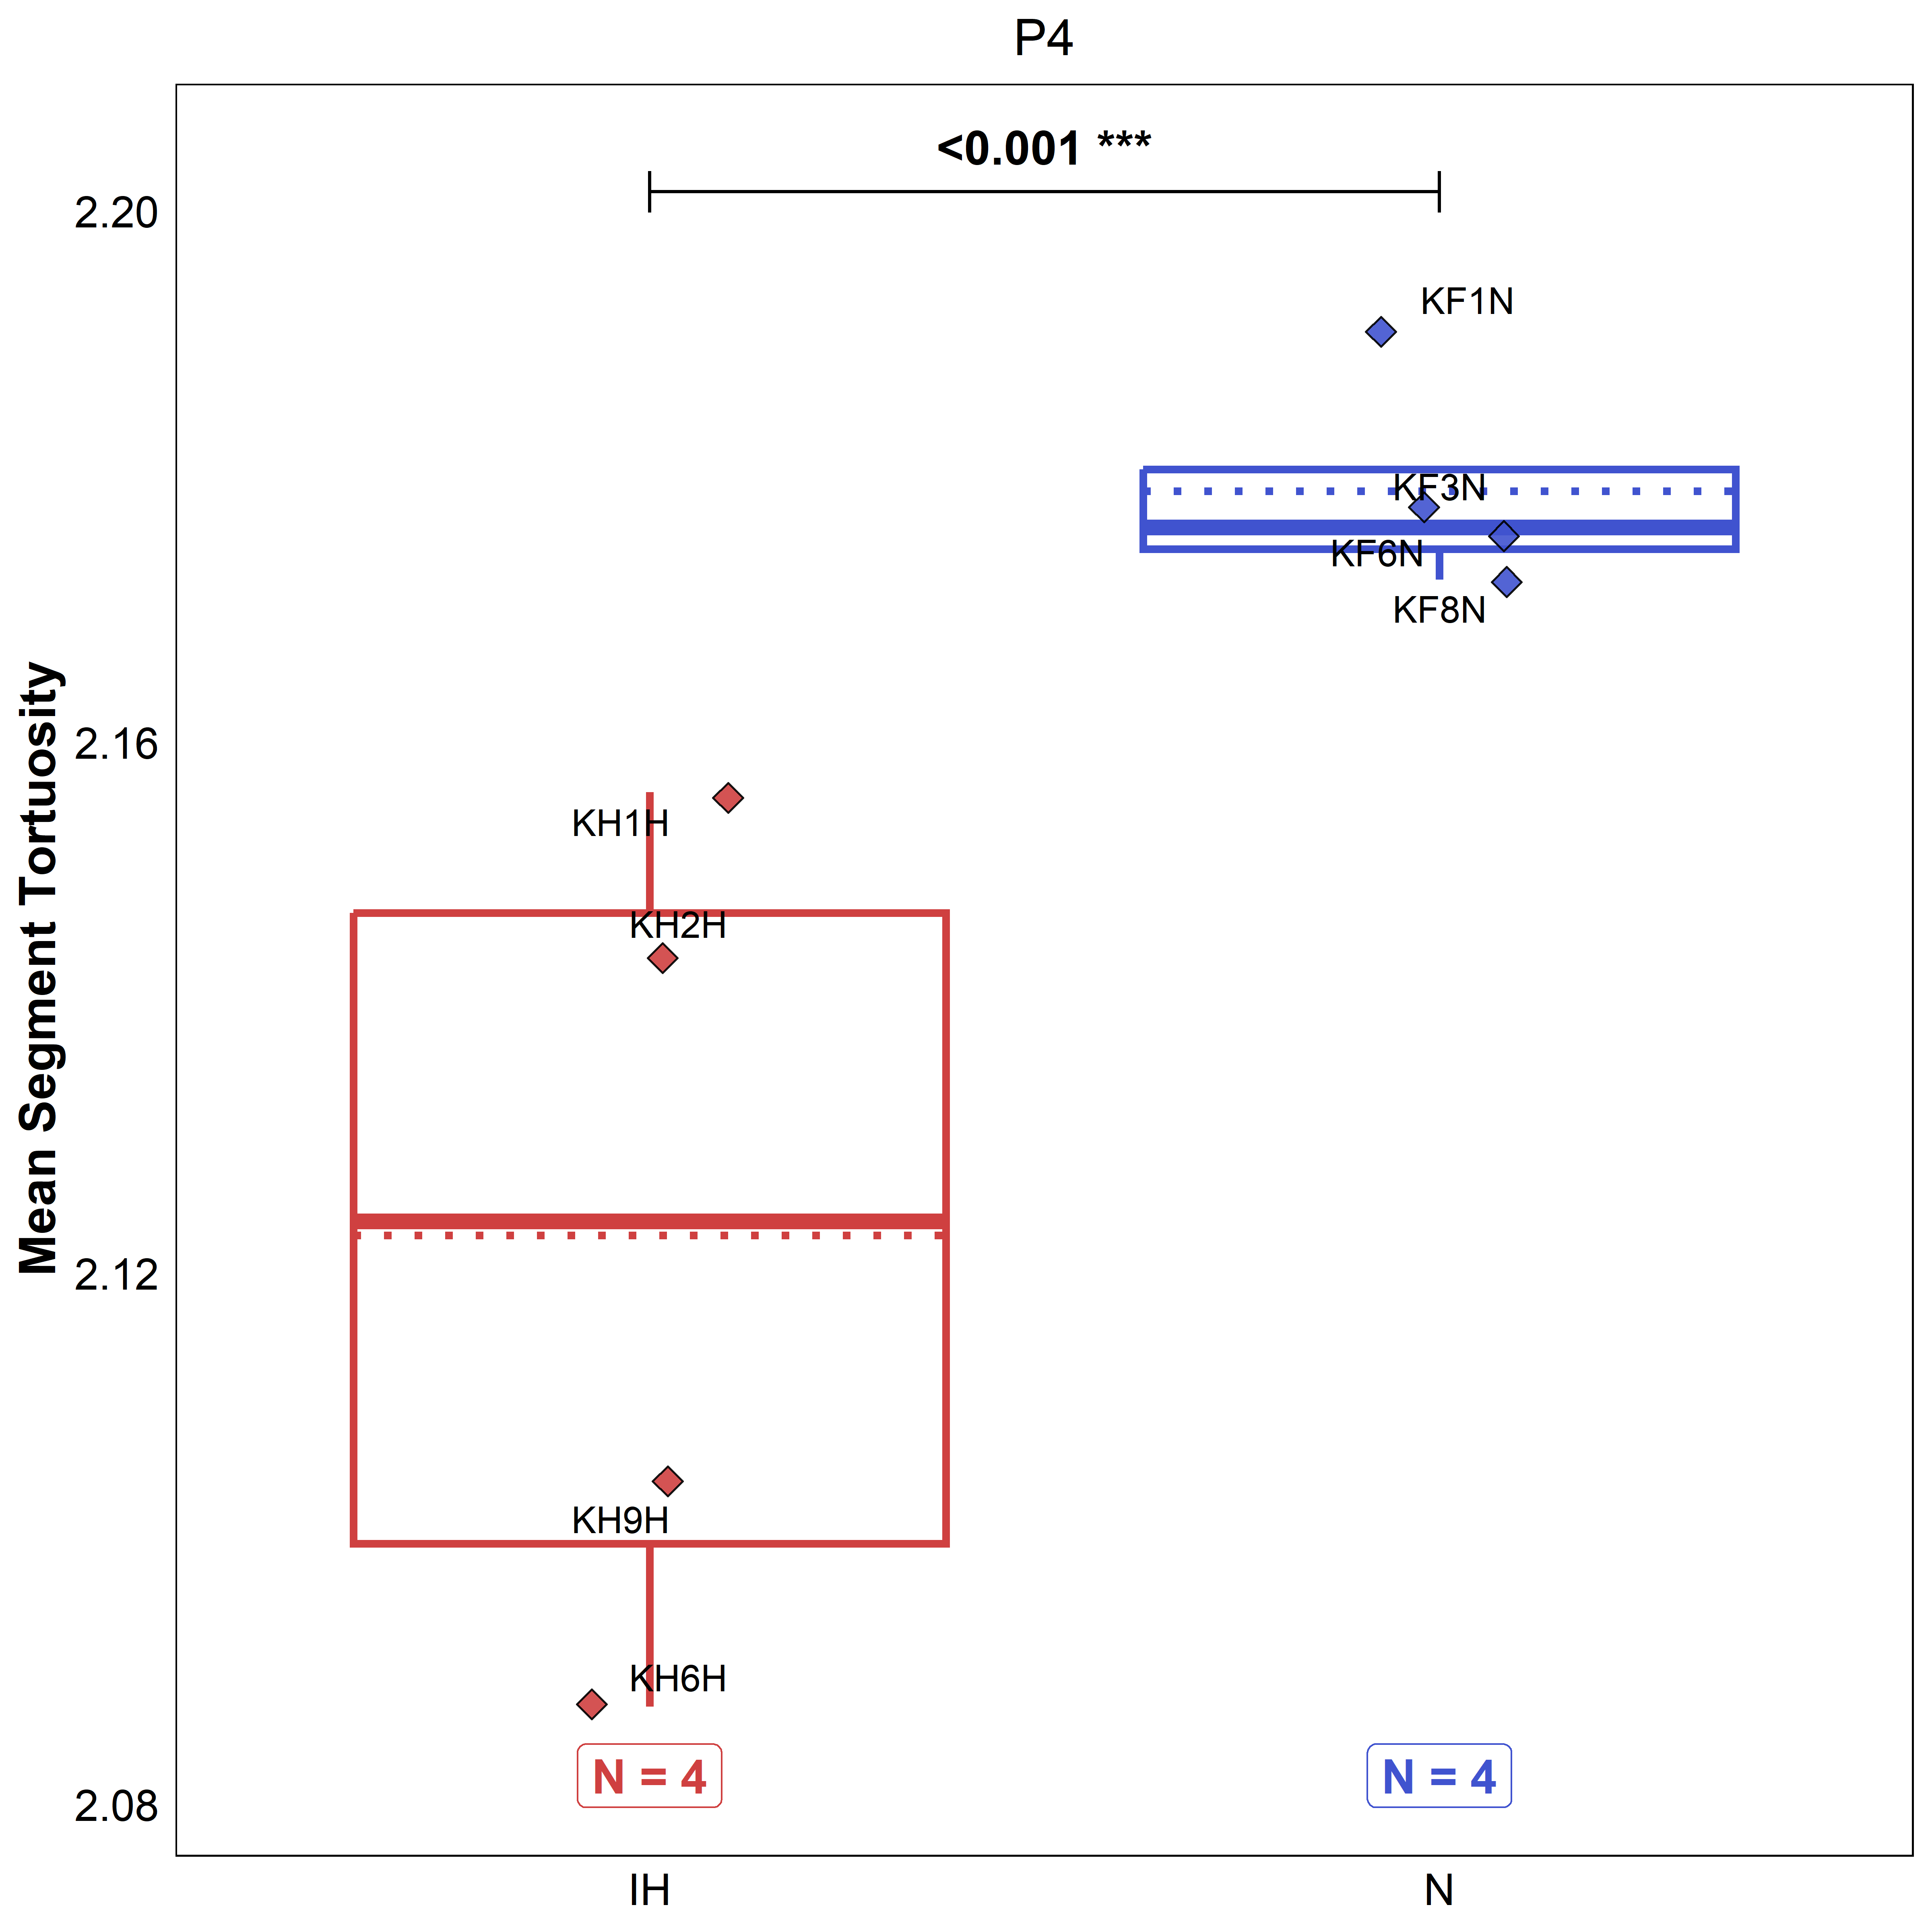 P4
<0.001 ***
2.20
2.16
2.12
2.08
Mean Segment Tortuosity
KF1N
KF3N
KF6N
KF8N
KH1H
KH2H
KH9H
KH6H
N = 4
N = 4
IH
N